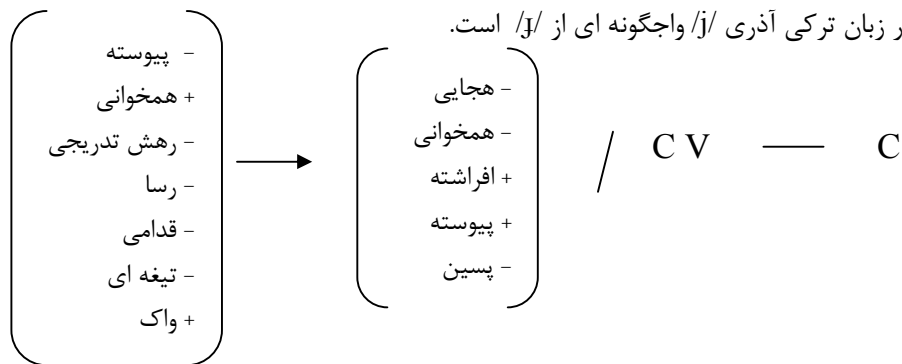 ر زبان ترکی آذری /j/ واجگونه ای از /ɟ/ است.
- پیوسته
+ همخوانی
- رهش تدریجی
- رسا
- قدامی
- تیغه ای
+ واک
- هجایی
- همخوانی
+ افراشته
+ پیوسته
- پسین
/ C V — C